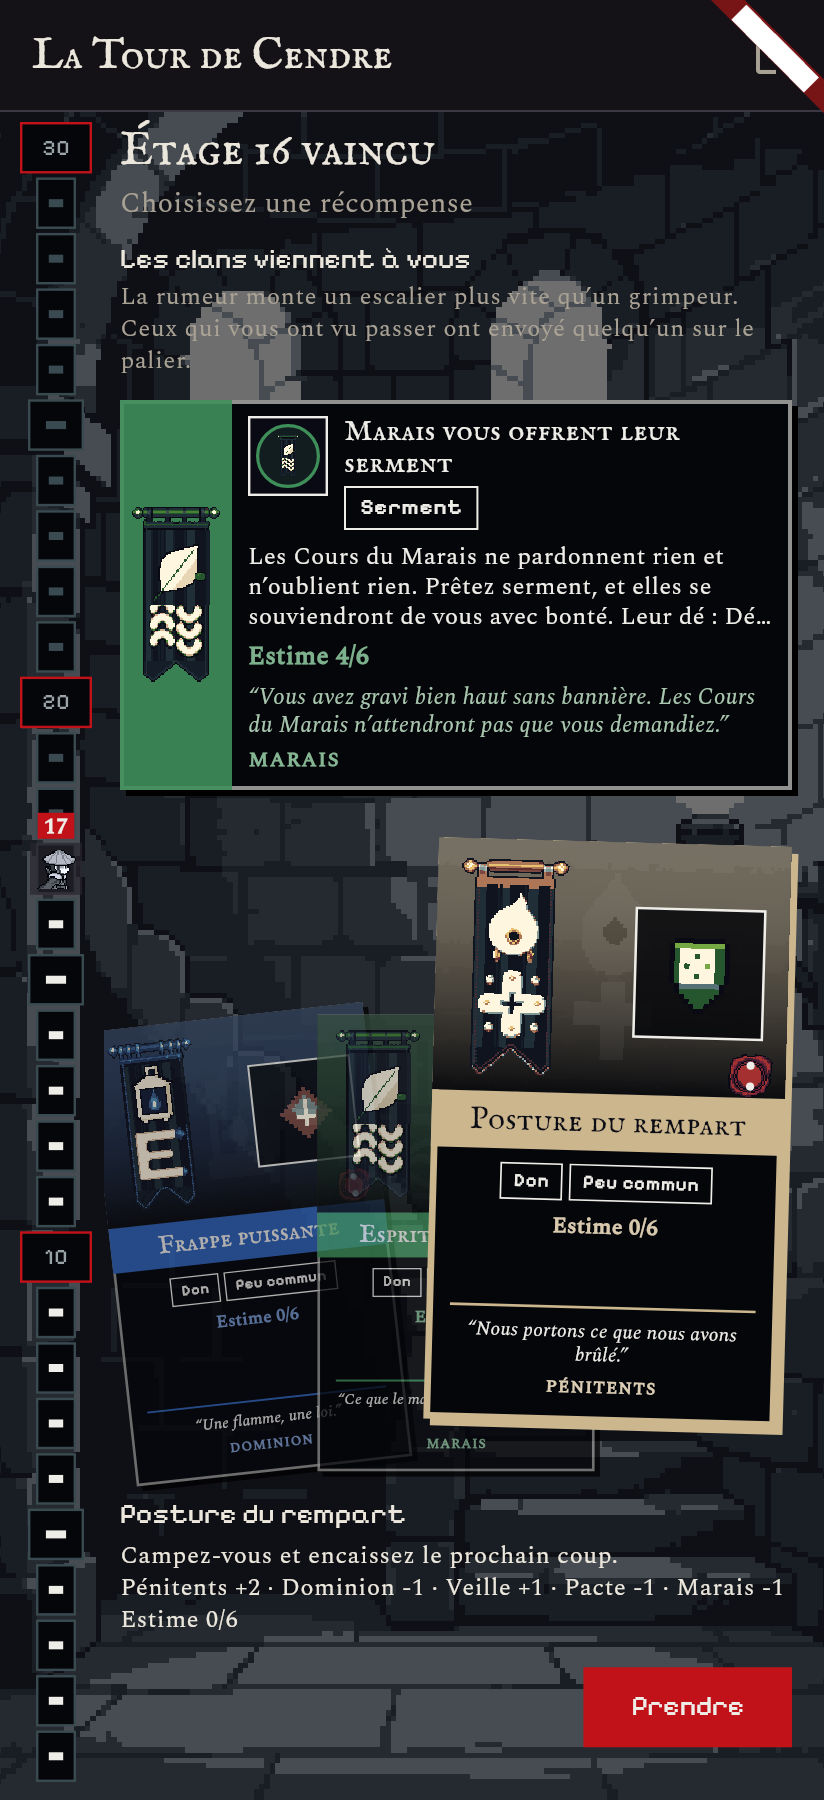 La Tour de Cendre
30
Étage 16 vaincu
Choisissez une récompense
Les clans viennent à vous
La rumeur monte un escalier plus vite qu’un grimpeur.
Ceux qui vous ont vu passer ont envoyé quelqu’un sur le
palier.
Marais vous offrent leur
serment
Serment
Les Cours du Marais ne pardonnent rien et
n’oublient rien. Prêtez serment, et elles se
souviendront de vous avec bonté. Leur dé : Dé…
Estime 4/6
“Vous avez gravi bien haut sans bannière. Les Cours
du Marais n’attendront pas que vous demandiez.”
MARAIS
20
17
10
Frappe puissante
Don
Peu commun
Estime 0/6
“Une flamme, une loi.”
DOMINION
Esprit
Don
E
“Ce que le ma
MARAIS
Posture du rempart
Don
Peu commun
Estime 0/6
“Nous portons ce que nous avons
brûlé.”
PÉNITENTS
Posture du rempart
Campez-vous et encaissez le prochain coup.
Pénitents +2 · Dominion -1 · Veille +1 · Pacte -1 · Marais -1
Estime 0/6
Prendre